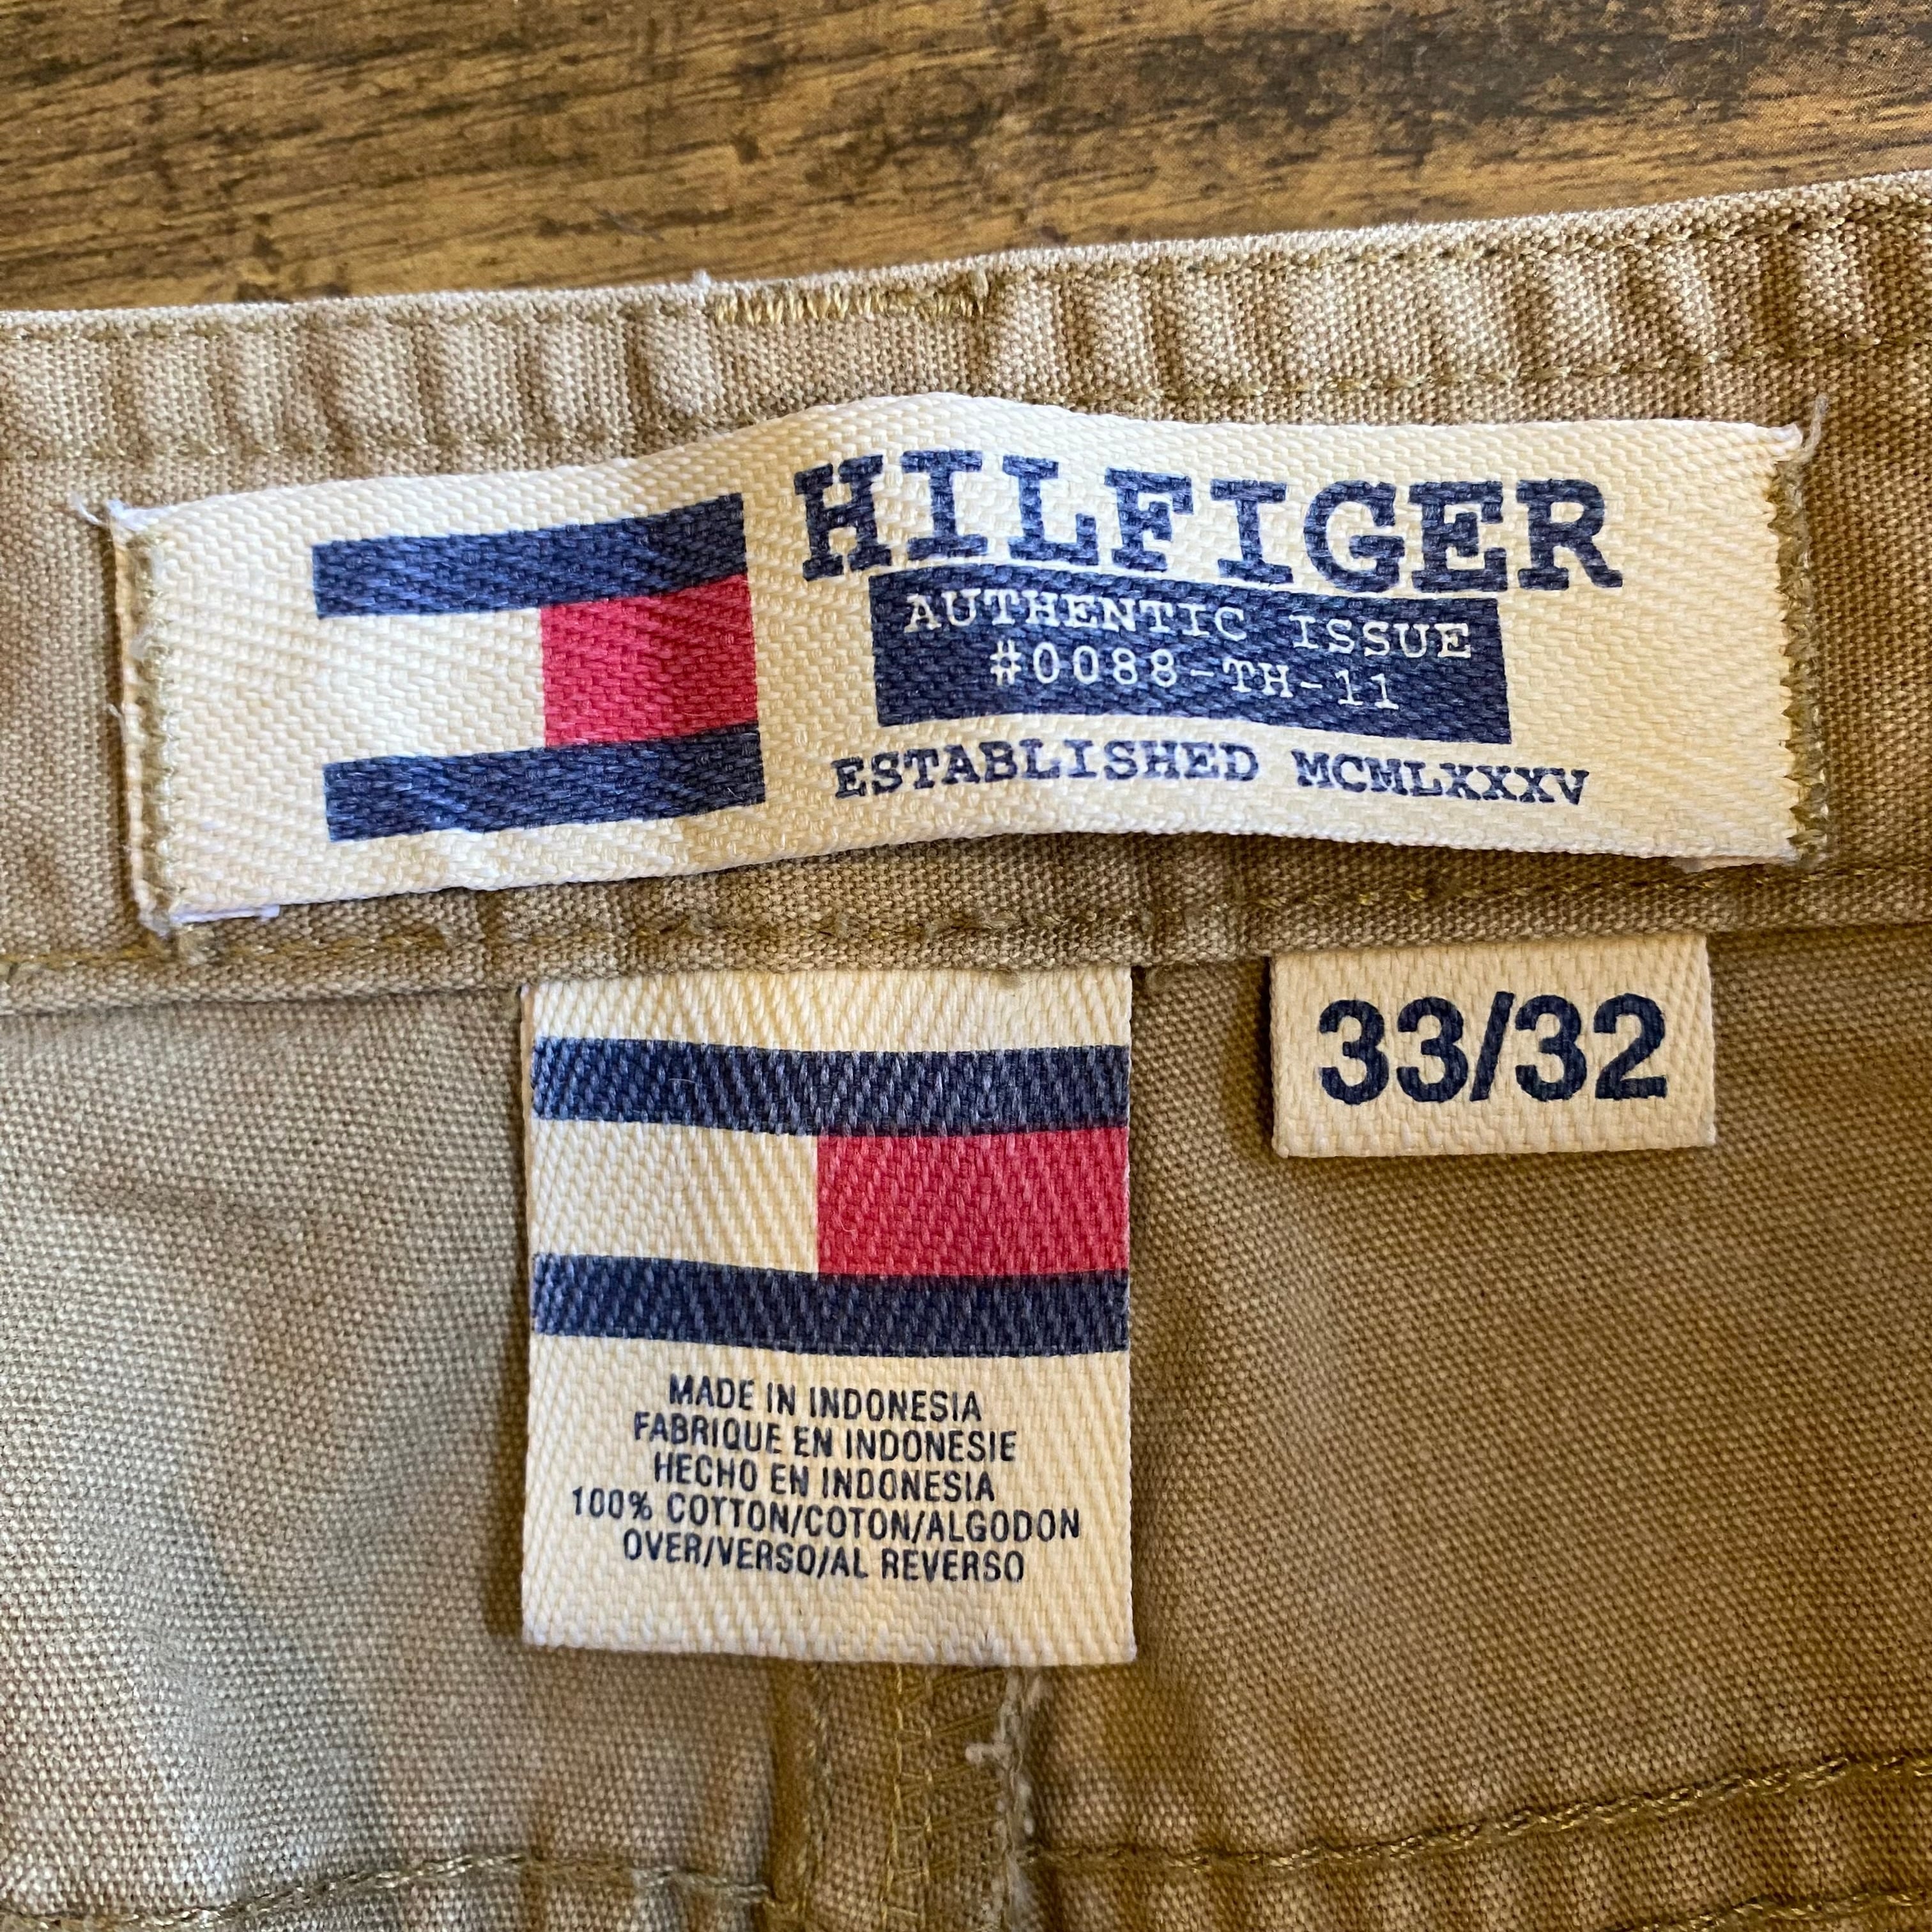 HILFIGER
AUTHENTIC ISSUE
#0088-TH-11
ESTABLISHED MCMLXXXV
33/32
MADE IN INDONESIA
FABRIQUE EN INDONESIE
HECHO EN INDONESIA
100% COTTON/COTON/ALGODON
OVER/VERSO/AL REVERSO